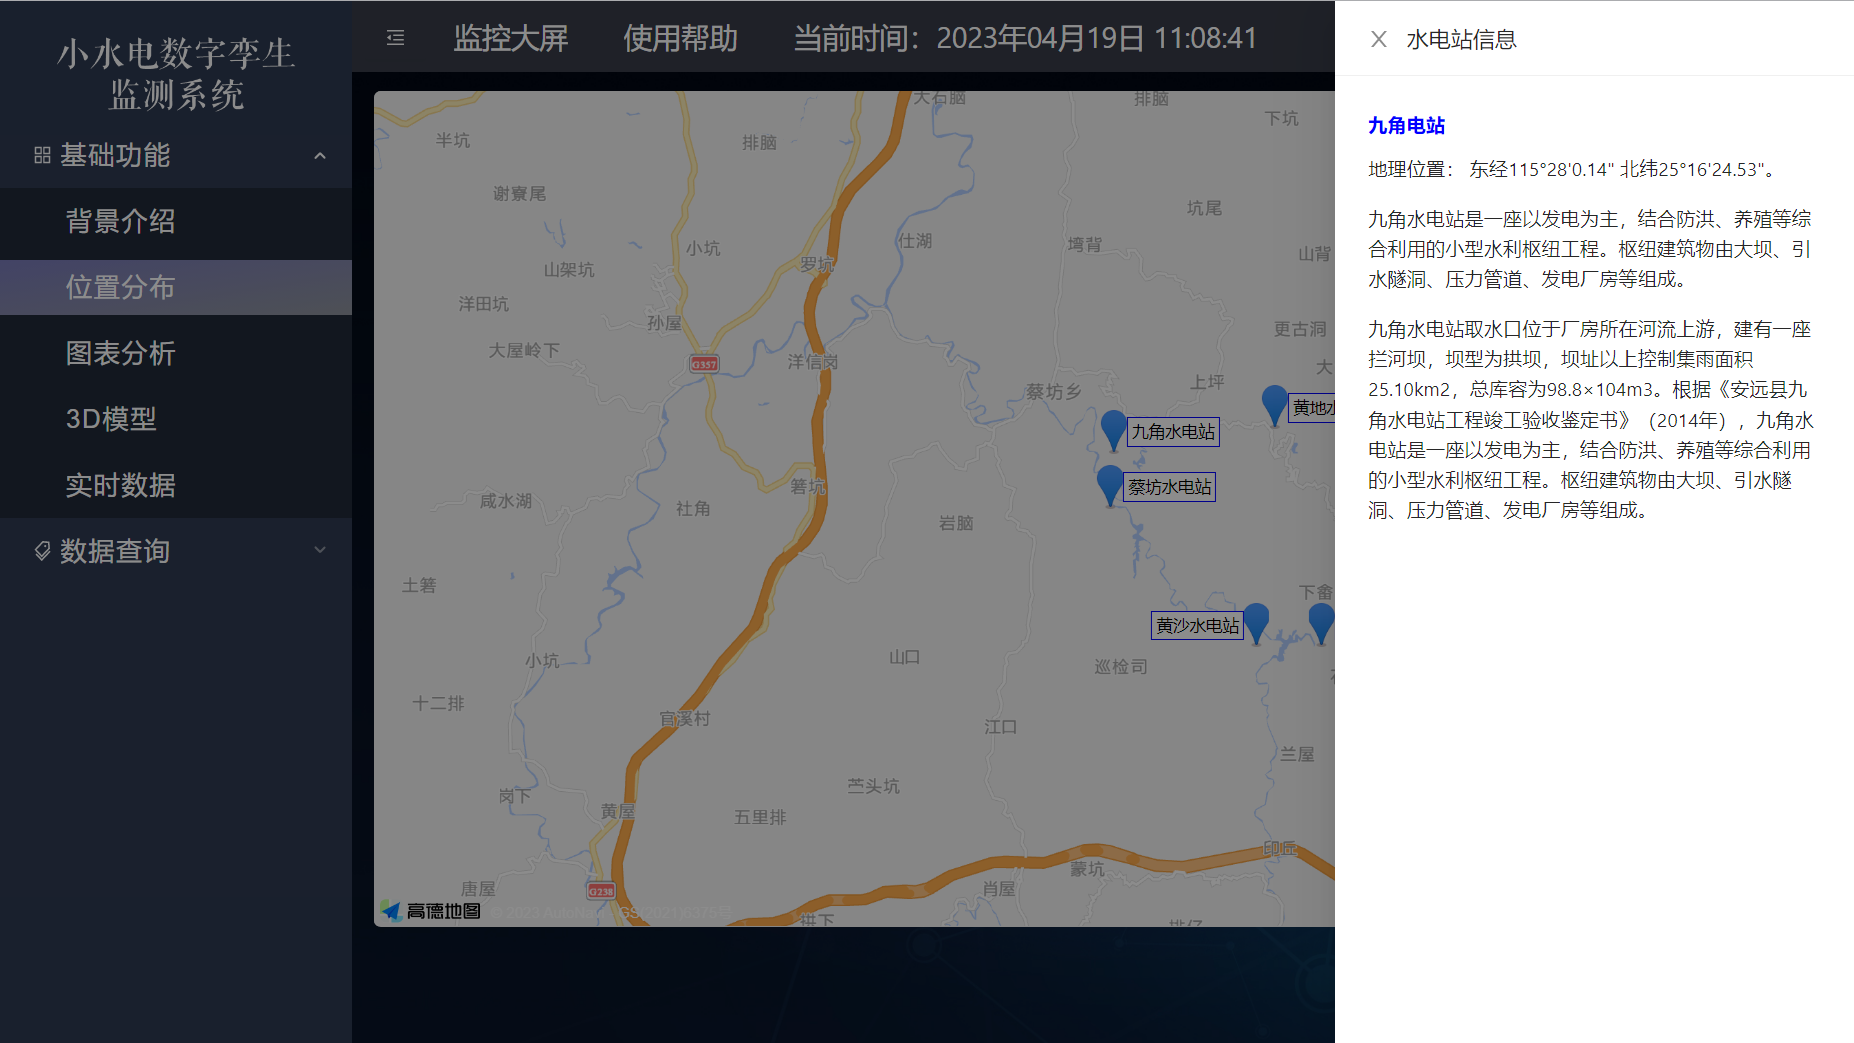 小水电数字孪生
监测系统
基础功能
背景介绍
位置分布
图表分析
3D模型
实时数据
数据查询
监控大屏
使用帮助
当前时间：2023年04月19日 11:08:41
大石脑
排脑
下坑
半坑
排脑
谢寮尾
坑尾
仕湖
塆背
小坑
山背
罗坑
山架坑
洋田坑
孙屋
更古洞
大屋岭下
G357
洋信岗
大
上坪
蔡坊乡
黄地水
九角水电站
蔡坊水电站
箬坑
咸水湖
社角
岩脑
土箬
下畬
黄沙水电站
小坑
山口
巡检司
十二排
官溪村
江口
兰屋
岗下
苎头坑
黄屋
五里排
印丘
蒙坑
唐屋
G238
肖屋
高德地图
© 2023 AutoNavi - GS(2021)6375号
拱下
排仔
水电站信息
九角电站
地理位置： 东经115°28'0.14" 北纬25°16'24.53"。
九角水电站是一座以发电为主，结合防洪、养殖等综
合利用的小型水利枢纽工程。枢纽建筑物由大坝、引
水隧洞、压力管道、发电厂房等组成。
九角水电站取水口位于厂房所在河流上游，建有一座
拦河坝，坝型为拱坝，坝址以上控制集雨面积
25.10km2，总库容为98.8×104m3。根据《安远县九
角水电站工程竣工验收鉴定书》（2014年），九角水
电站是一座以发电为主，结合防洪、养殖等综合利用
的小型水利枢纽工程。枢纽建筑物由大坝、引水隧
洞、压力管道、发电厂房等组成。